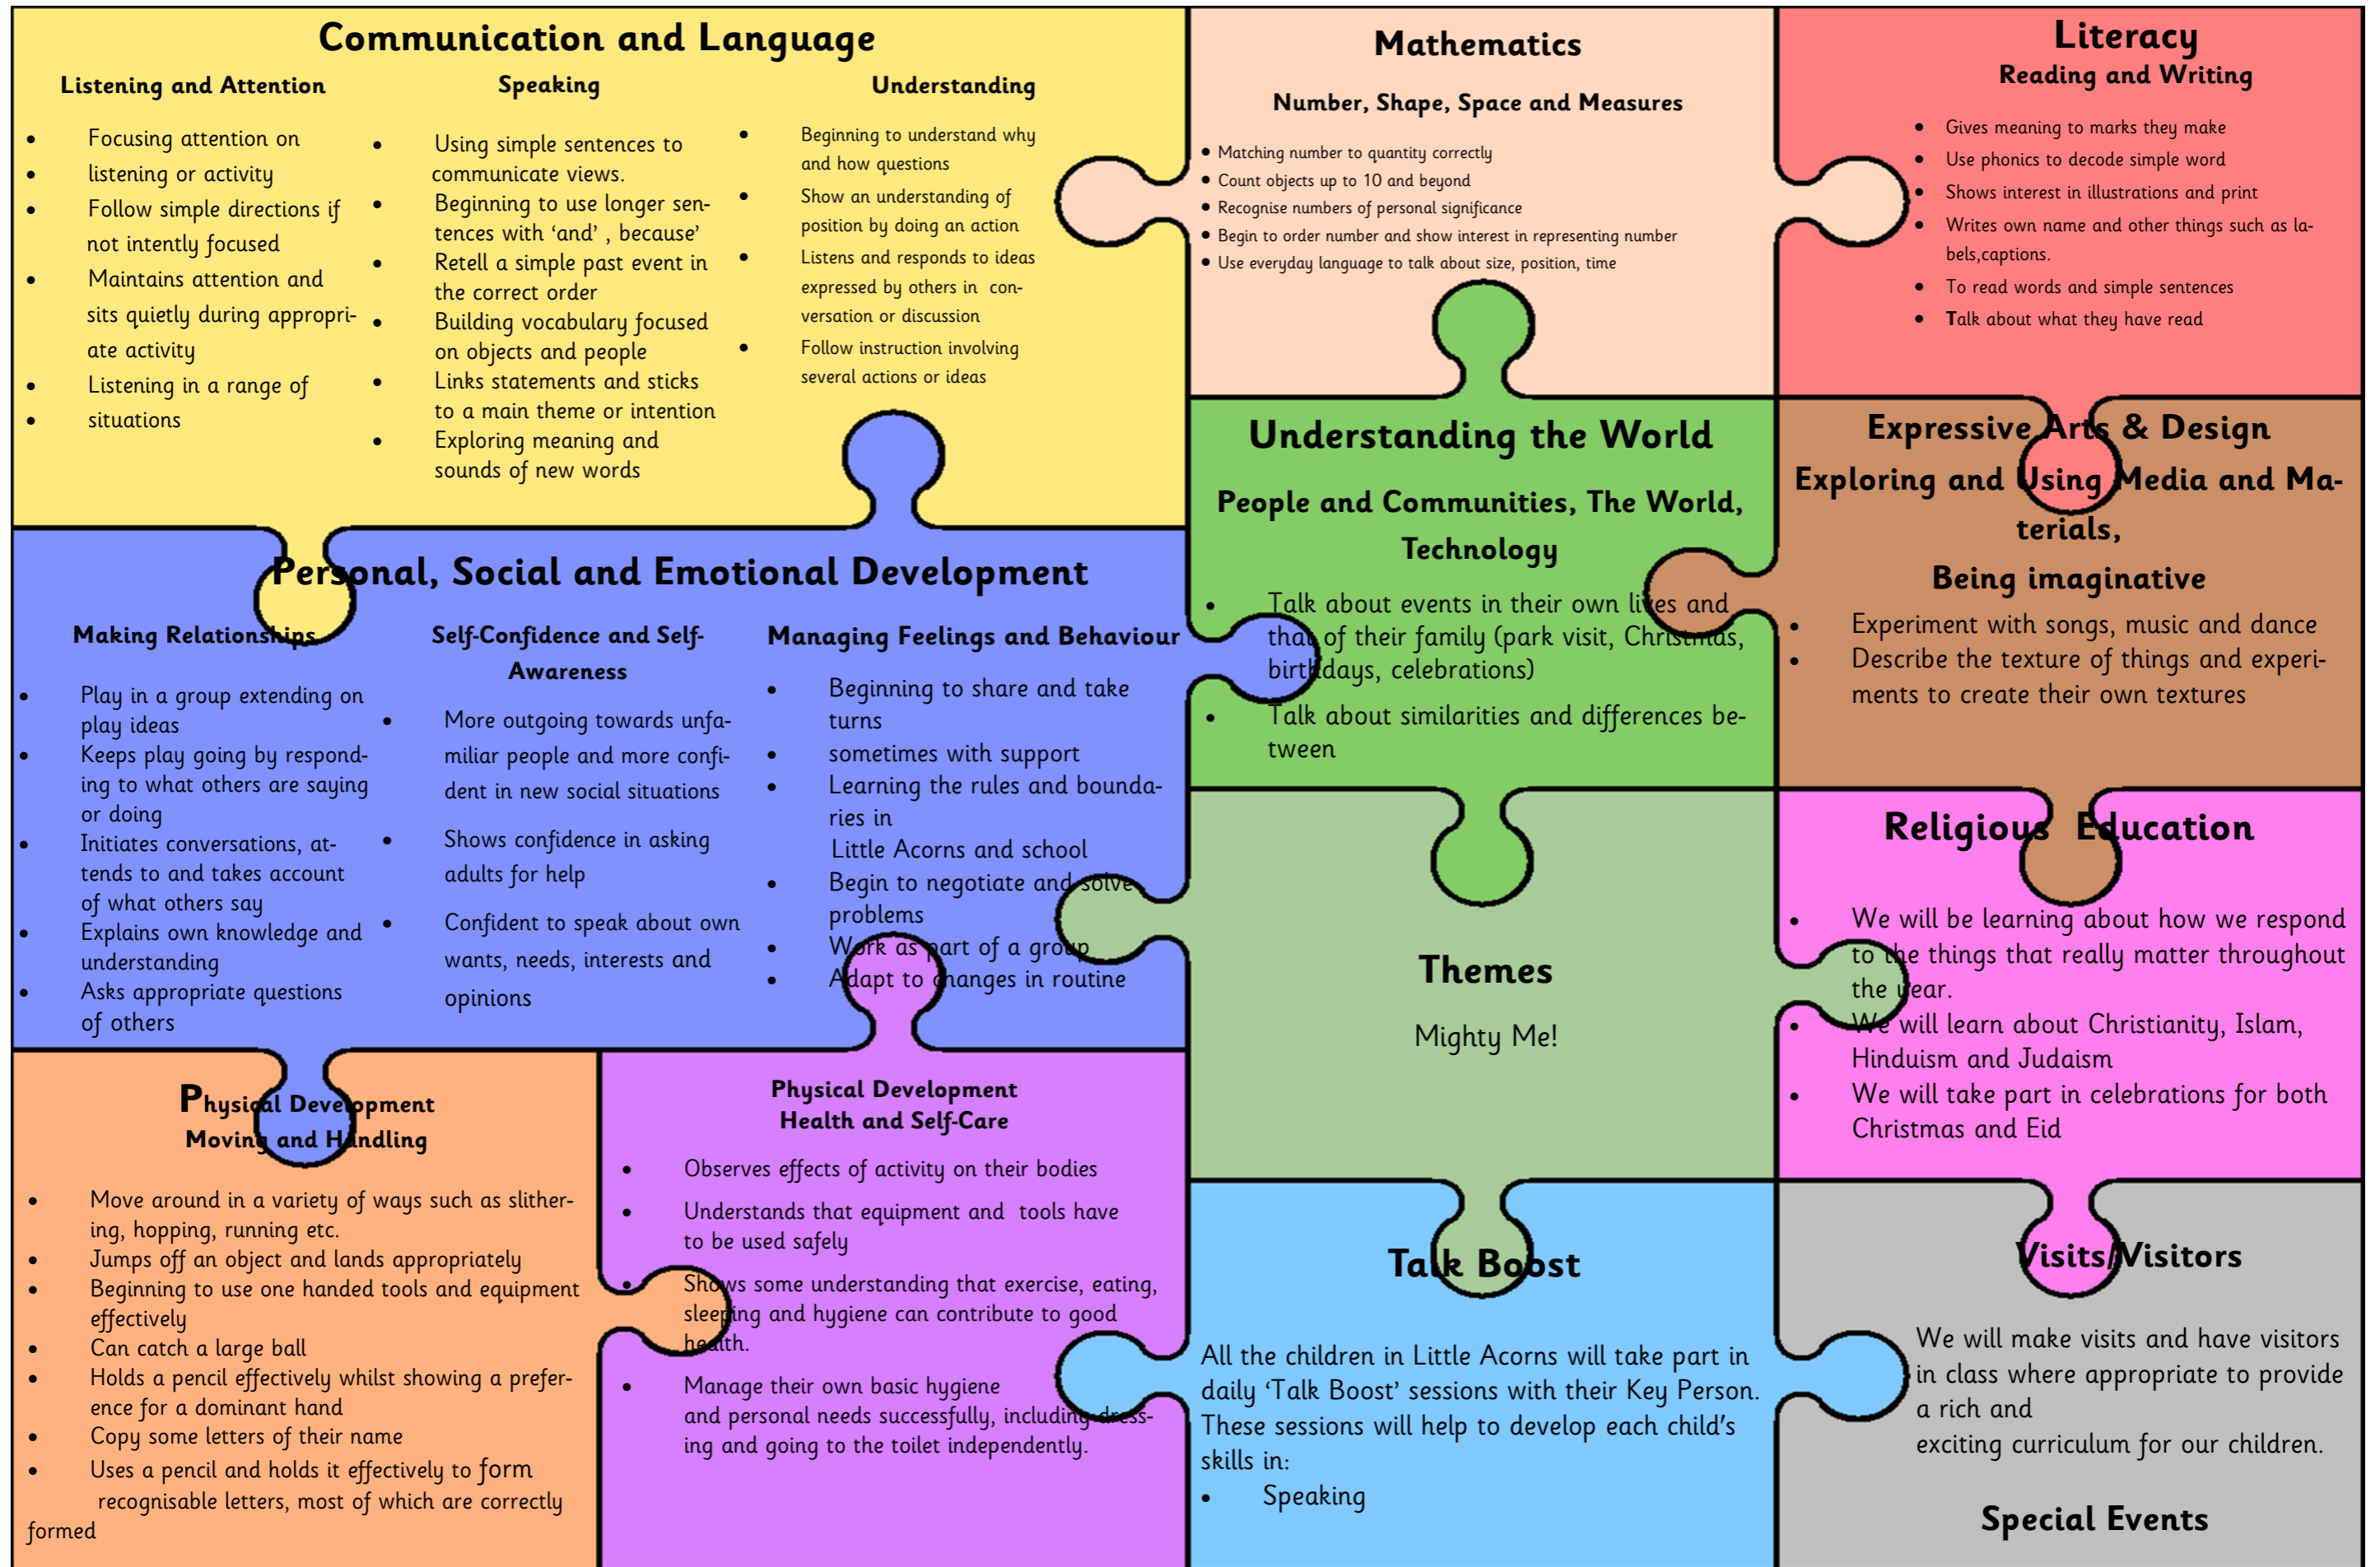 Communication and Language
Listening and Attention
• Focusing attention on
• listening or activity
• Follow simple directions if
not intently focused
• Maintains attention and
sits quietly during appropri-
ate activity
• Listening in a range of
• situations
Speaking
• Using simple sentences to
communicate views.
• Beginning to use longer sen-
tences with ‘and’ , because’
• Retell a simple past event in
the correct order
• Building vocabulary focused
on objects and people
• Links statements and sticks
to a main theme or intention
• Exploring meaning and
sounds of new words
Understanding
• Beginning to understand why
and how questions
• Show an understanding of
position by doing an action
• Listens and responds to ideas
expressed by others in con-
versation or discussion
• Follow instruction involving
several actions or ideas
Mathematics
Number, Shape, Space and Measures
• Matching number to quantity correctly
• Count objects up to 10 and beyond
• Recognise numbers of personal significance
• Begin to order number and show interest in representing number
• Use everyday language to talk about size, position, time
Literacy
Reading and Writing
• Gives meaning to marks they make
• Use phonics to decode simple word
• Shows interest in illustrations and print
• Writes own name and other things such as la-
bels,captions.
• To read words and simple sentences
• Talk about what they have read
Personal, Social and Emotional Development
Making Relationships
• Play in a group extending on
play ideas
• Keeps play going by respond-
ing to what others are saying
or doing
• Initiates conversations, at-
tends to and takes account
of what others say
• Explains own knowledge and
understanding
• Asks appropriate questions
of others
Self-Confidence and Self-
Awareness
• More outgoing towards unfa-
miliar people and more confi-
dent in new social situations
• Shows confidence in asking
adults for help
• Confident to speak about own
wants, needs, interests and
opinions
Managing Feelings and Behaviour
• Beginning to share and take
turns
• sometimes with support
• Learning the rules and bounda-
ries in
Little Acorns and school
• Begin to negotiate and solve
problems
• Work as part of a group
• Adapt to changes in routine
Understanding the World
People and Communities, The World,
Technology
• Talk about events in their own lives and
that of their family (park visit, Christmas,
birthdays, celebrations)
• Talk about similarities and differences be-
tween
Expressive Arts & Design
Exploring and Using Media and Ma-
terials,
Being imaginative
• Experiment with songs, music and dance
• Describe the texture of things and experi-
ments to create their own textures
Themes
Mighty Me!
Religious Education
• We will be learning about how we respond
to the things that really matter throughout
the year.
• We will learn about Christianity, Islam,
Hinduism and Judaism
• We will take part in celebrations for both
Christmas and Eid
Physical Development
Moving and Handling
• Move around in a variety of ways such as slither-
ing, hopping, running etc.
• Jumps off an object and lands appropriately
• Beginning to use one handed tools and equipment
effectively
• Can catch a large ball
• Holds a pencil effectively whilst showing a prefer-
ence for a dominant hand
• Copy some letters of their name
• Uses a pencil and holds it effectively to form
recognisable letters, most of which are correctly
formed
Physical Development
Health and Self-Care
• Observes effects of activity on their bodies
• Understands that equipment and tools have
to be used safely
• Shows some understanding that exercise, eating,
sleeping and hygiene can contribute to good
health.
• Manage their own basic hygiene
and personal needs successfully, including dress-
ing and going to the toilet independently.
Talk Boost
All the children in Little Acorns will take part in
daily ‘Talk Boost’ sessions with their Key Person.
These sessions will help to develop each child’s
skills in:
• Speaking
Visits/Visitors
We will make visits and have visitors
in class where appropriate to provide
a rich and
exciting curriculum for our children.
Special Events